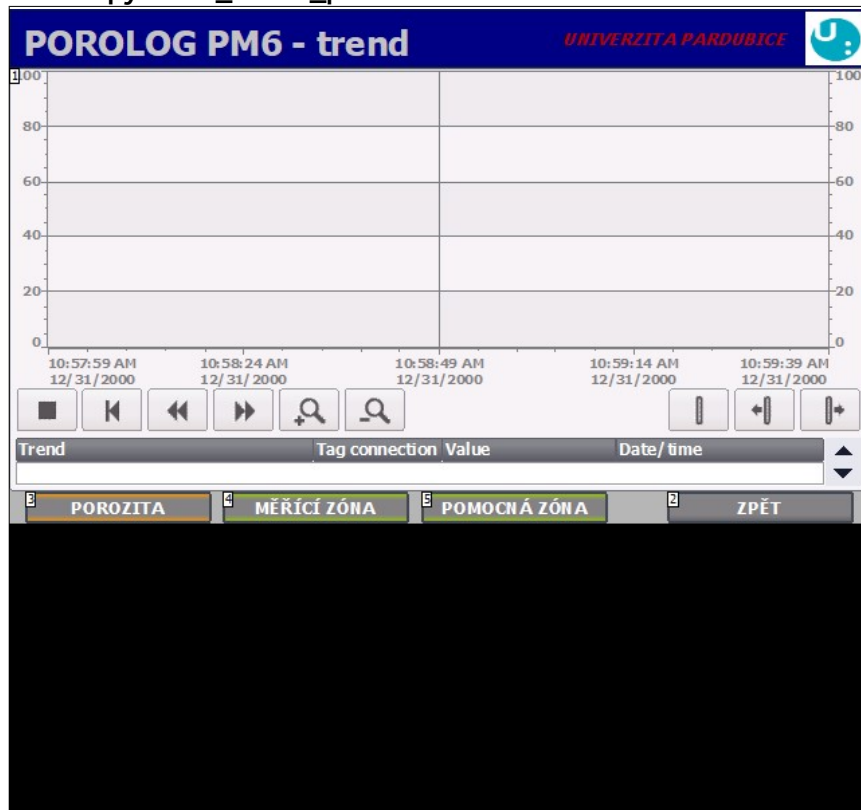 POROLOG PM6 - trend
UNIVERZITA PARDUBICE
U:
1
100 100
80 80
60 60
40 40
20 20
0 0
10:57:59 AM 10:58:24 AM 10:58:49 AM 10:59:14 AM 10:59:39 AM
12/31/2000 12/31/2000 12/31/2000 12/31/2000 12/31/2000
Trend Tag connection Value Date/time
3 POROZITA 4 MĚŘÍCÍ ZÓNA 5 POMOCNÁ ZÓNA 2 ZPĚT